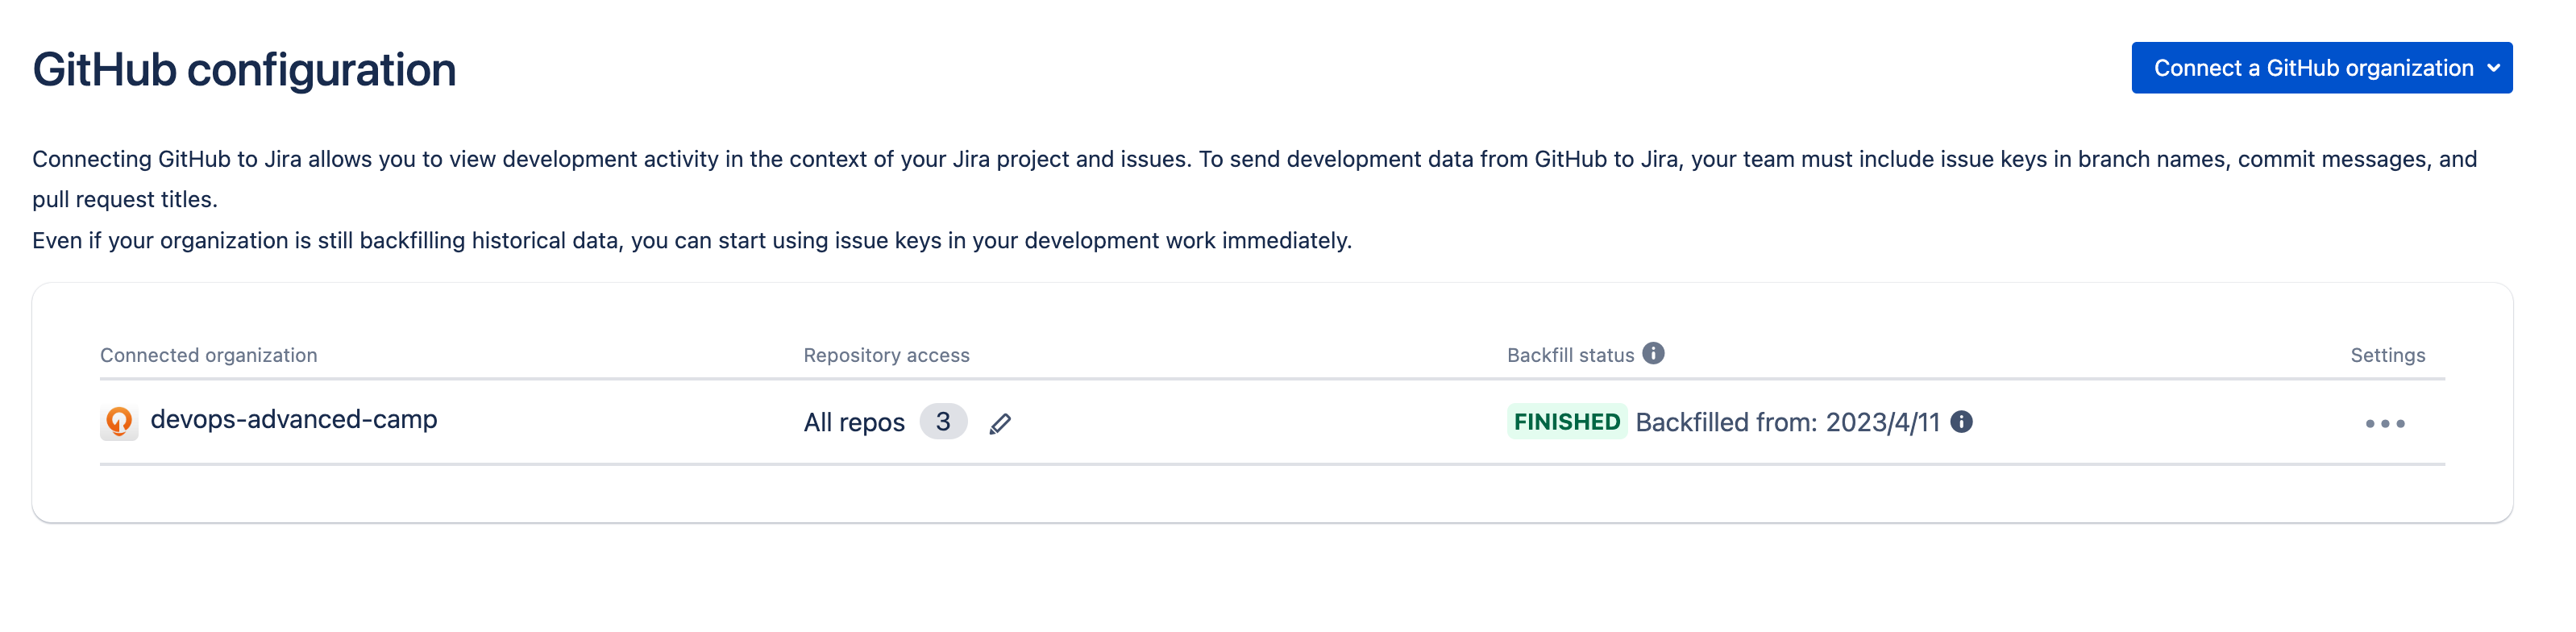 GitHub configuration
Connect a GitHub organization
Connecting GitHub to Jira allows you to view development activity in the context of your Jira project and issues. To send development data from GitHub to Jira, your team must include issue keys in branch names, commit messages, and
pull request titles.
Even if your organization is still backfilling historical data, you can start using issue keys in your development work immediately.
Connected organization Repository access Backfill status Settings
devops-advanced-camp All repos 3 FINISHED Backfilled from: 2023/4/11